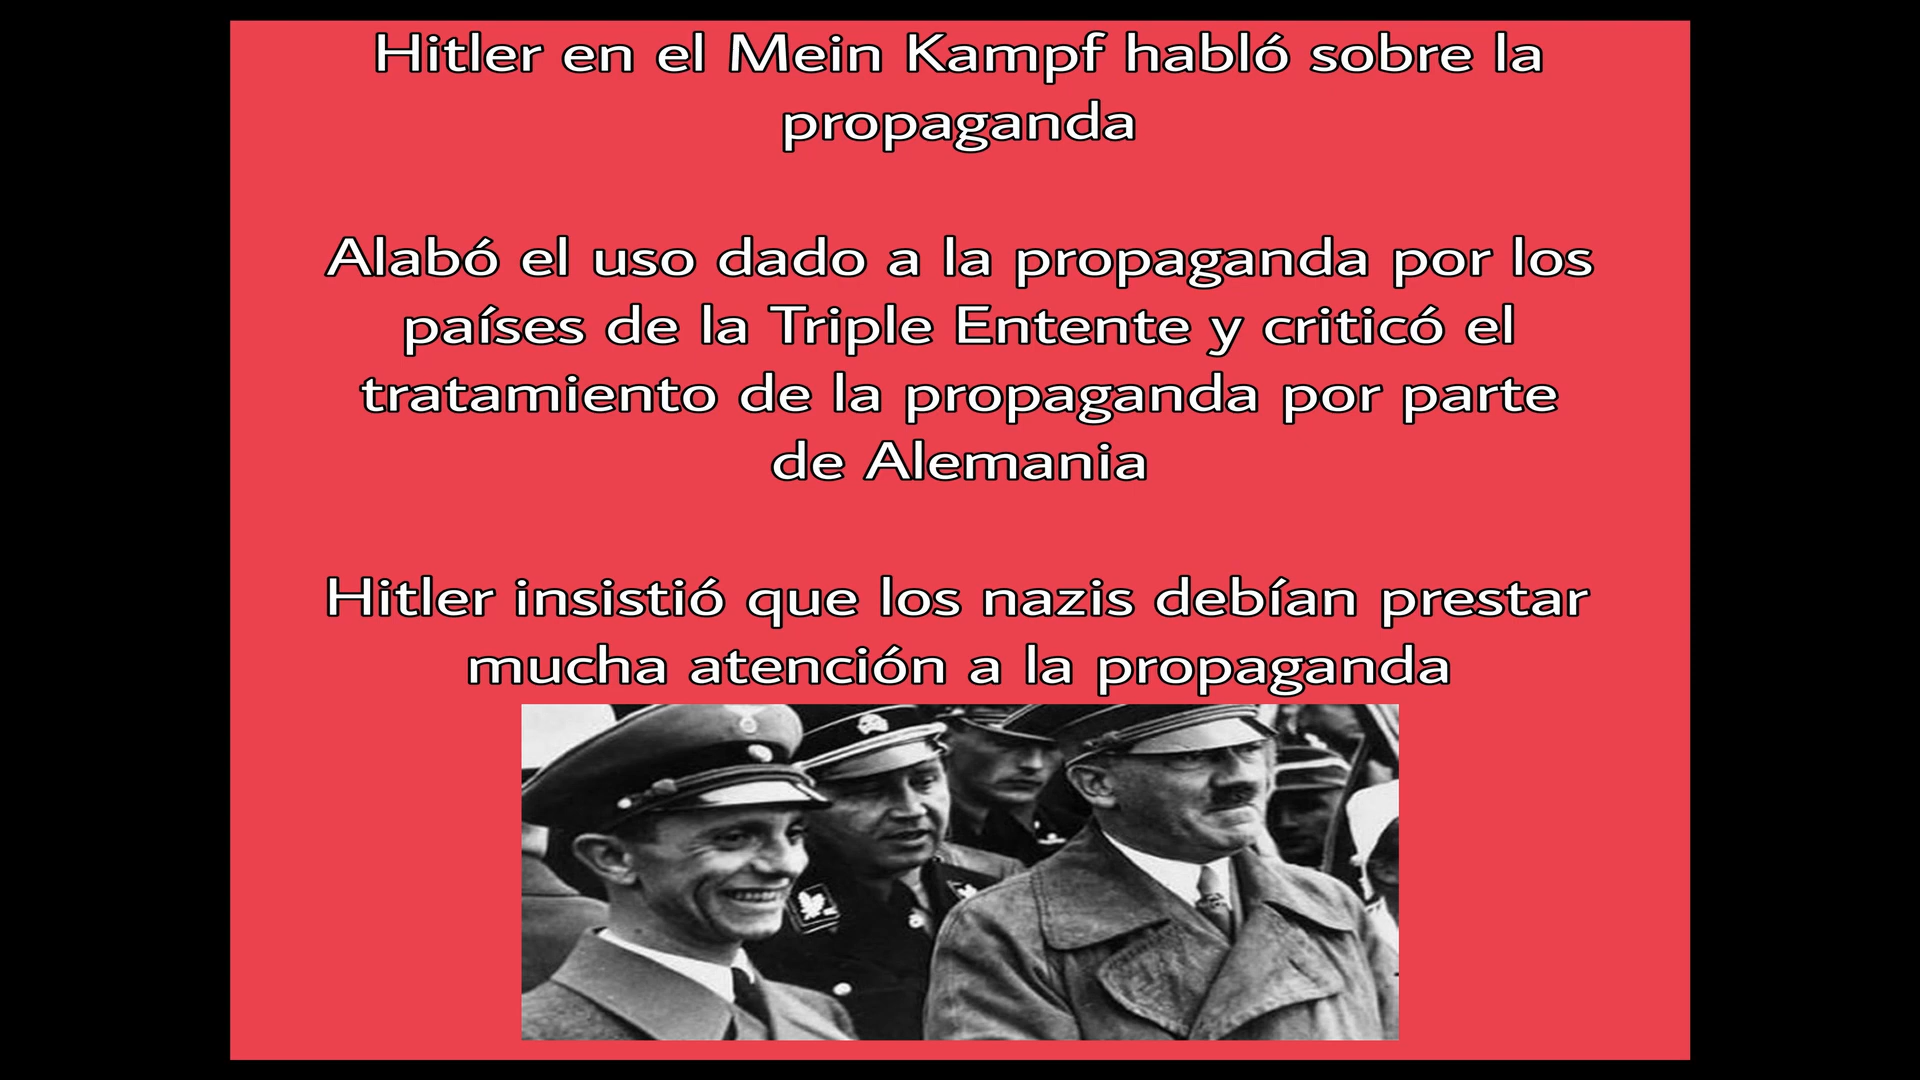 Hitler en el Mein Kampf habló sobre la
propaganda
Alabó el uso dado a la propaganda por los
países de la Triple Entente y criticó el
tratamiento de la propaganda por parte
de Alemania
Hitler insistió que los nazis debían prestar
mucha atención a la propaganda